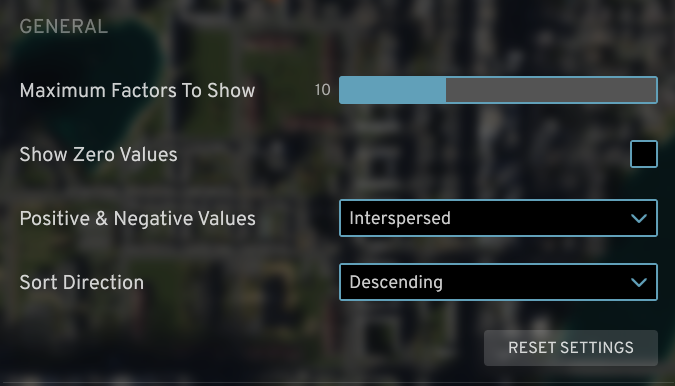 GENERAL
Maximum Factors To Show 10
Show Zero Values
Positive & Negative Values Interspersed
Sort Direction Descending
RESET SETTINGS